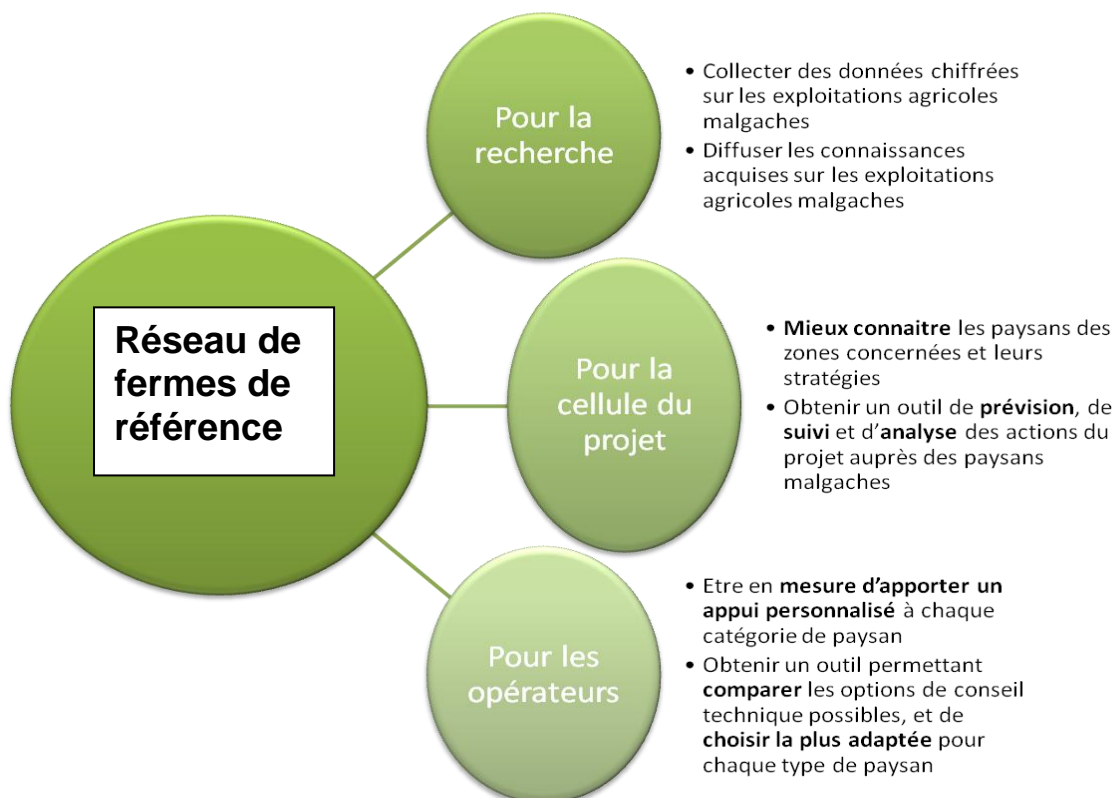 Réseau de
fermes de
référence
Pour la
recherche
• Collecter des données chiffrées
sur les exploitations agricoles
malgaches
• Diffuser les connaissances
acquises sur les exploitations
agricoles malgaches
Pour la
cellule du
projet
• Mieux connaitre les paysans des
zones concernées et leurs
stratégies
• Obtenir un outil de prévision, de
suivi et d'analyse des actions du
projet auprès des paysans
malgaches
Pour les
opérateurs
• Etre en mesure d'apporter un
appui personnalisé à chaque
catégorie de paysan
• Obtenir un outil permettant
comparer les options de conseil
technique possibles, et de
choisir la plus adaptée pour
chaque type de paysan